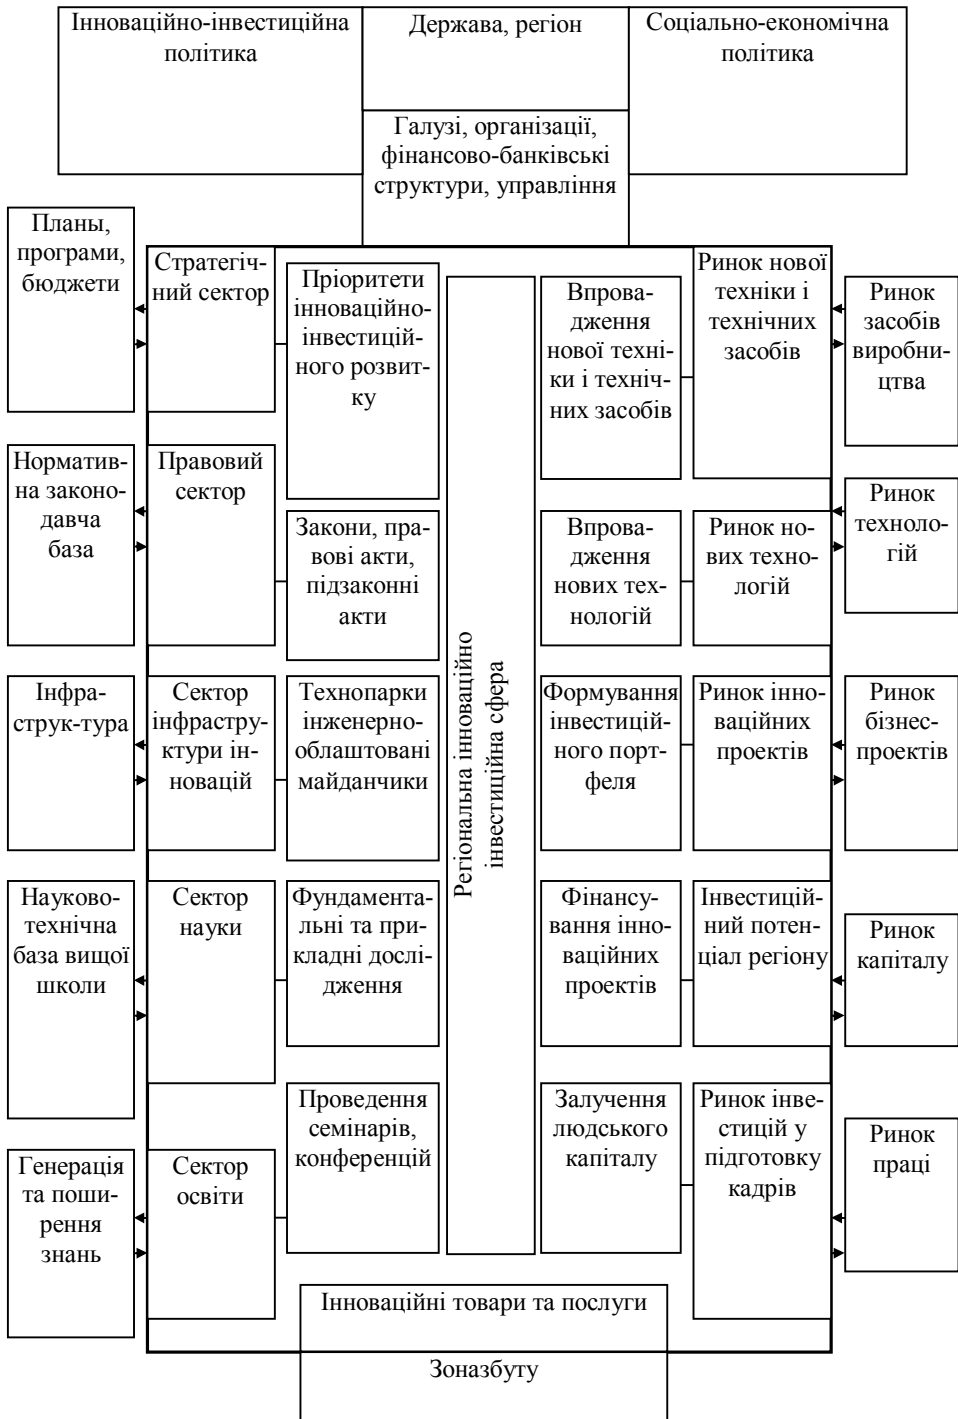 Інноваційно-інвестиційна
політика
Держава, регіон
Соціально-економічна
політика
Галузі, організації,
фінансово-банківські
структури, управління
Планы,
програми,
бюджети
Стратегіч-
ний сектор
Пріоритети
інноваційно-
інвестицій-
ного розвит-
ку
Впрова-
дження
нової техні-
ки і техніч-
них засобів
Ринок нової
техніки і
технічних
засобів
Ринок
засобів
виробни-
цтва
Норматив-
на законо-
давча
база
Правовий
сектор
Закони, пра-
вові акти,
підзаконні
акти
Впрова-
дження
нових тех-
нологій
Ринок но-
вих техно-
логій
Ринок
техноло-
гій
Інфра-
струк-тура
Сектор
інфрастру-
ктури ін-
новацій
Технопарки
інженерно-
облаштовані
майданчики
Регіональна інноваційно
інвестиційна сфера
Формування
інвестицій-
ного порт-
феля
Ринок інно-
ваційних
проектів
Ринок
бізнес-
проектів
Науково-
технічна
база вищої
школи
Сектор
науки
Фундамента-
льні та при-
кладні дослі-
дження
Фінансу-
вання інно-
ваційних
проектів
Інвестицій-
ний потен-
ціал регіону
Ринок
капіталу
Генерація
та поши-
рення
знань
Сектор
освіти
Проведення
семінарів,
конференцій
Залучення
людського
капіталу
Ринок інве-
стицій у
підготовку
кадрів
Ринок
праці
Інноваційні товари та послуги
Зоназбуту